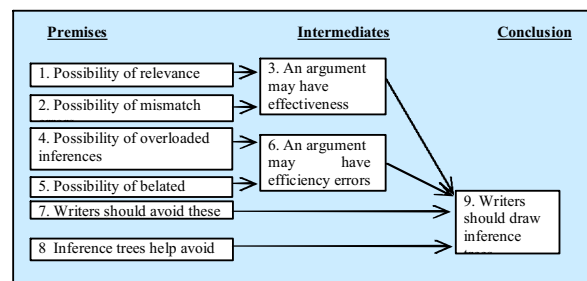 Premises
Intermediates
Conclusion
1. Possibility of relevance
2. Possibility of mismatch
3. An argument
may have
effectiveness
4. Possibility of overloaded
inferences
5. Possibility of belated
6. An argument
may have
efficiency errors
7. Writers should avoid these
8 Inference trees help avoid
9. Writers
should draw
inference